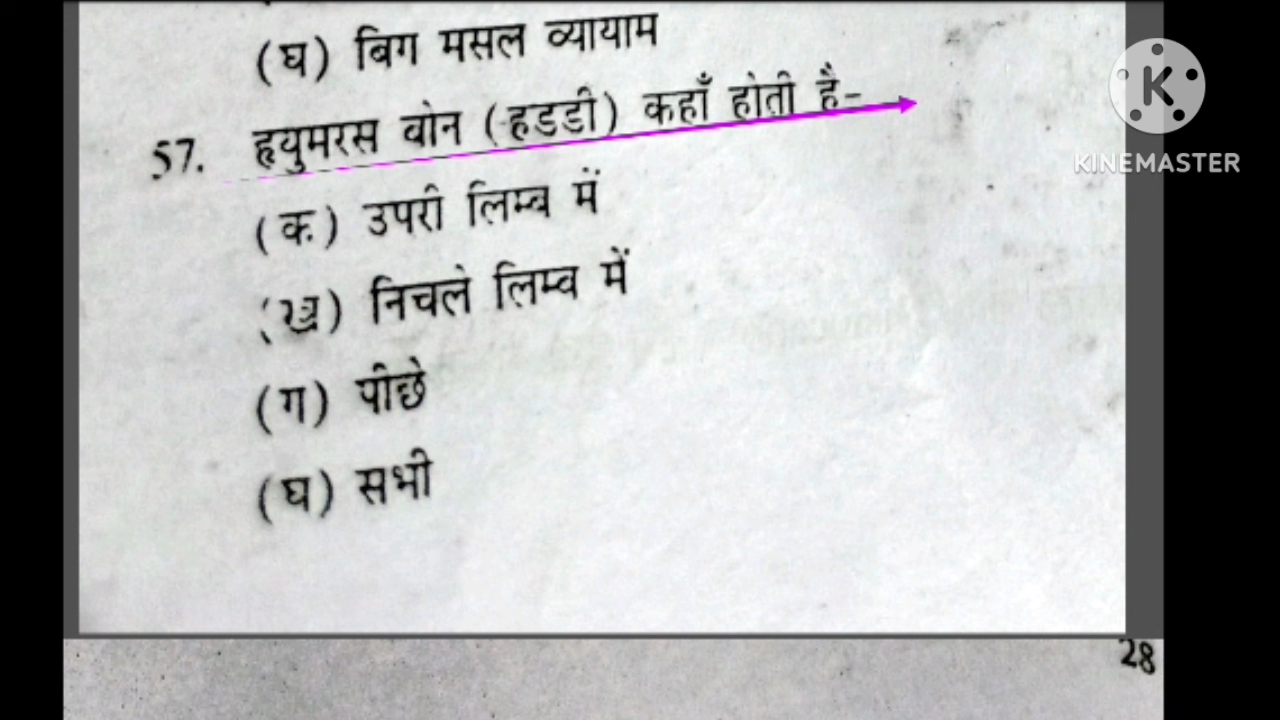 (घ) बिग मसल व्यायाम
57. हृयुमरस वोन (हडडी) कहाँ होती है-
(क) उपरी लिम्ब में
(ख) निचले लिम्व में
(ग) पीछे
(घ) सभी
28
K
KINEMASTER